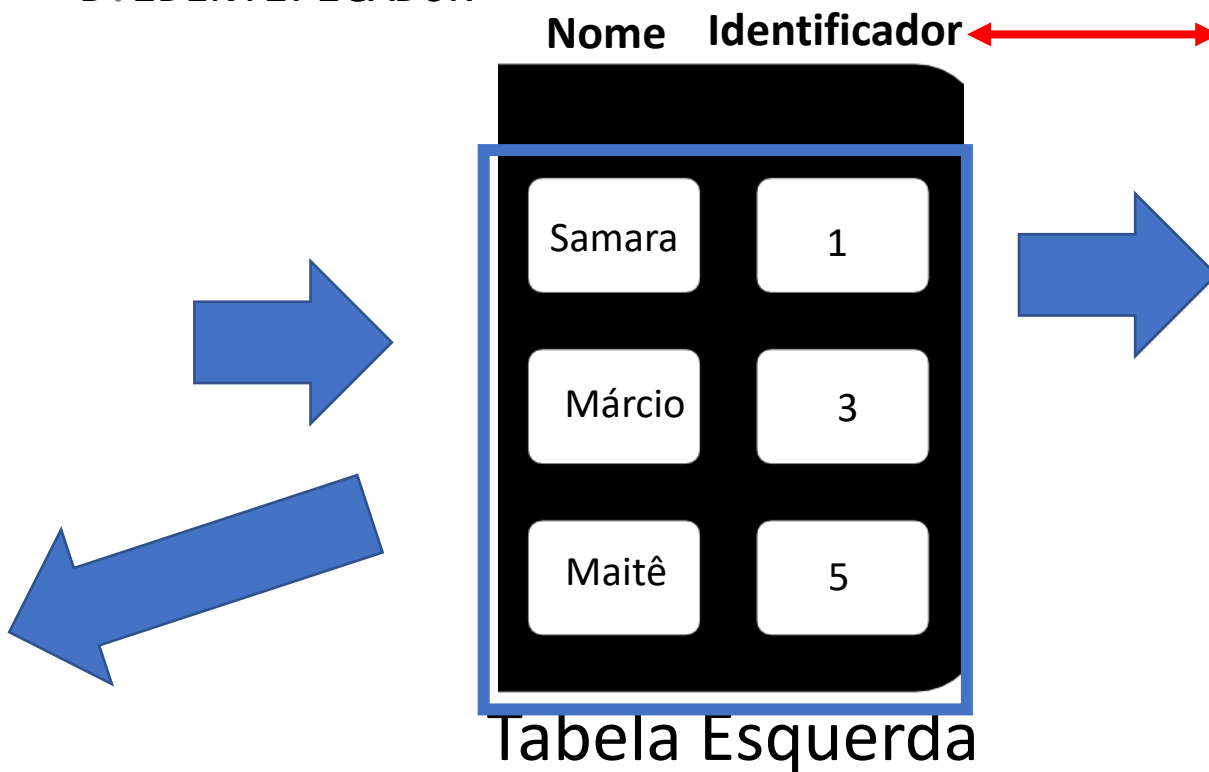 Nome Identificador
Samara 1
Márcio 3
Maitê 5
Tabela Esquerda